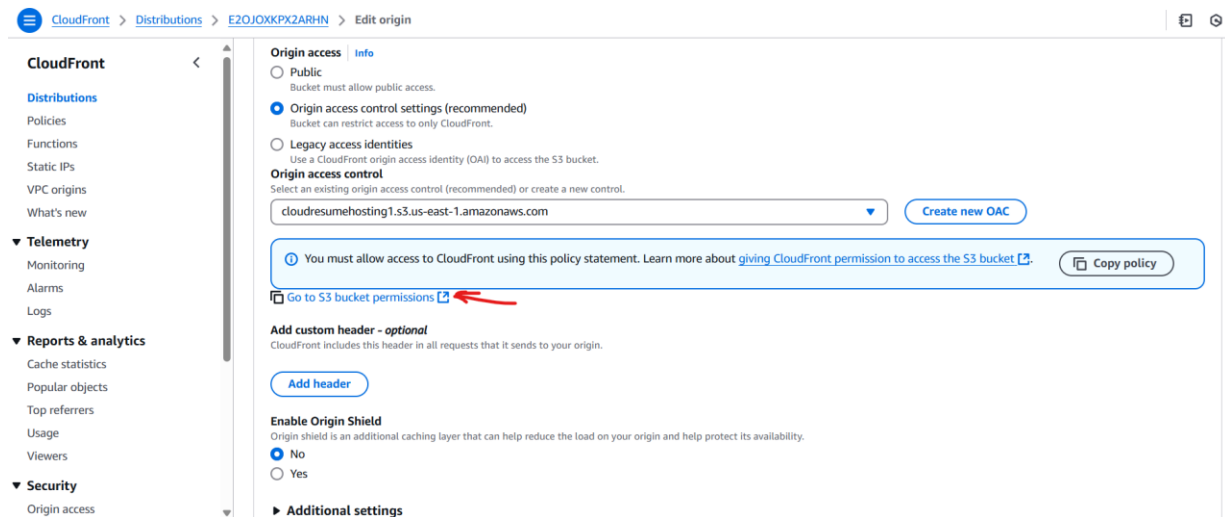 CloudFront > Distributions > E2OJOXKPX2ARHN > Edit origin
CloudFront
Distributions
Policies
Functions
Static IPs
VPC origins
What's new
Telemetry
Monitoring
Alarms
Logs
Reports & analytics
Cache statistics
Popular objects
Top referrers
Usage
Viewers
Security
Origin access
Origin access Info
Public
Bucket must allow public access.
Origin access control settings (recommended)
Bucket can restrict access to only CloudFront.
Legacy access identities
Use a CloudFront origin access identity (OAI) to access the S3 bucket.
Origin access control
Select an existing origin access control (recommended) or create a new control.
cloudresumehosting1.s3.us-east-1.amazonaws.com
Create new OAC
You must allow access to CloudFront using this policy statement. Learn more about giving CloudFront permission to access the S3 bucket.
Copy policy
Go to S3 bucket permissions
Add custom header - optional
CloudFront includes this header in all requests that it sends to your origin.
Add header
Enable Origin Shield
Origin shield is an additional caching layer that can help reduce the load on your origin and help protect its availability.
No
Yes
Additional settings